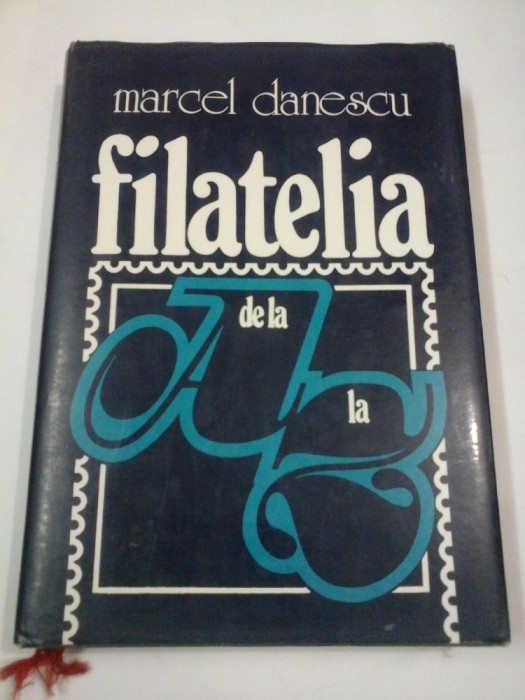 marcel danescu
filatelia
de la
A
la
Z